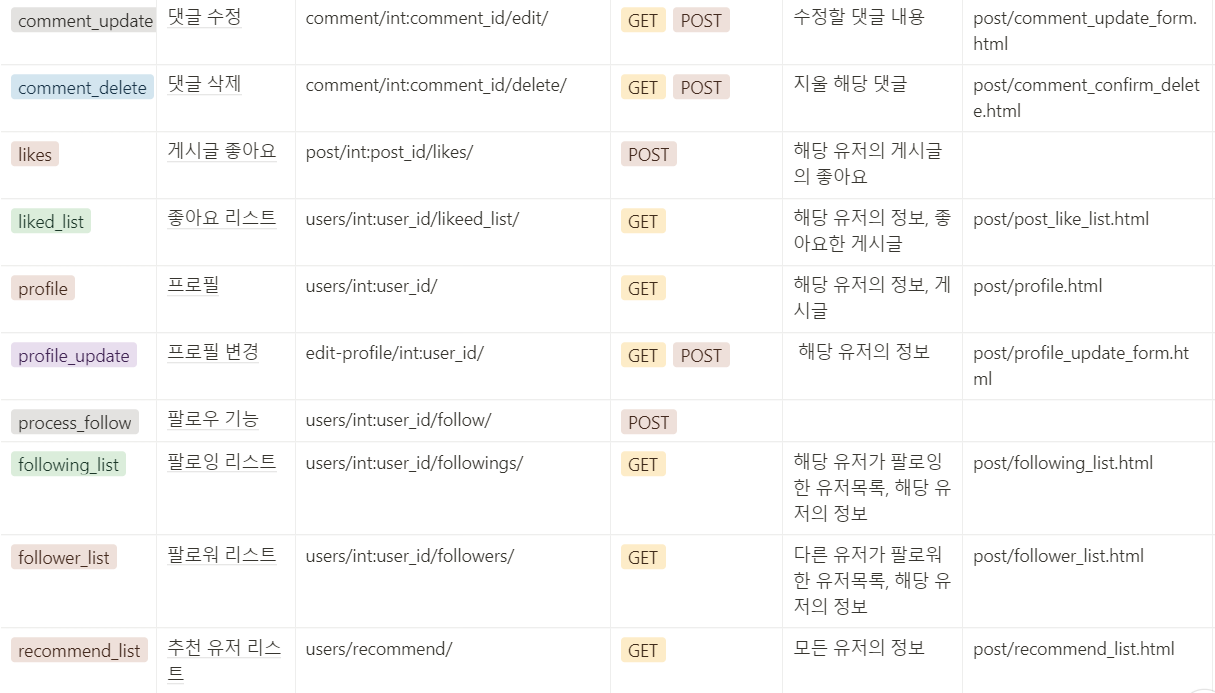 comment_update 댓글 수정 comment/int:comment_id/edit/ GET POST 수정할 댓글 내용 post/comment_update_form.
html
comment_delete 댓글 삭제 comment/int:comment_id/delete/ GET POST 지울 해당 댓글 post/comment_confirm_delet
e.html
likes 게시글 좋아요 post/int:post_id/likes/ POST 해당 유저의 게시글
의 좋아요
liked_list 좋아요 리스트 users/int:user_id/likeed_list/ GET 해당 유저의 정보, 좋 post/post_like_list.html
아요한 게시글
profile 프로필 users/int:user_id/ GET 해당 유저의 정보, 게 post/profile.html
시글
profile_update 프로필 변경 edit-profile/int:user_id/ GET POST 해당 유저의 정보 post/profile_update_form.ht
ml
process_follow 팔로우 기능 users/int:user_id/follow/ POST
following_list 팔로잉 리스트 users/int:user_id/followings/ GET 해당 유저가 팔로잉 post/following_list.html
한 유저목록, 해당 유
저의 정보
follower_list 팔로워 리스트 users/int:user_id/followers/ GET 다른 유저가 팔로워 post/follower_list.html
한 유저목록, 해당 유
저의 정보
recommend_list 추천 유저 리스 users/recommend/ GET 모든 유저의 정보 post/recommend_list.html
트